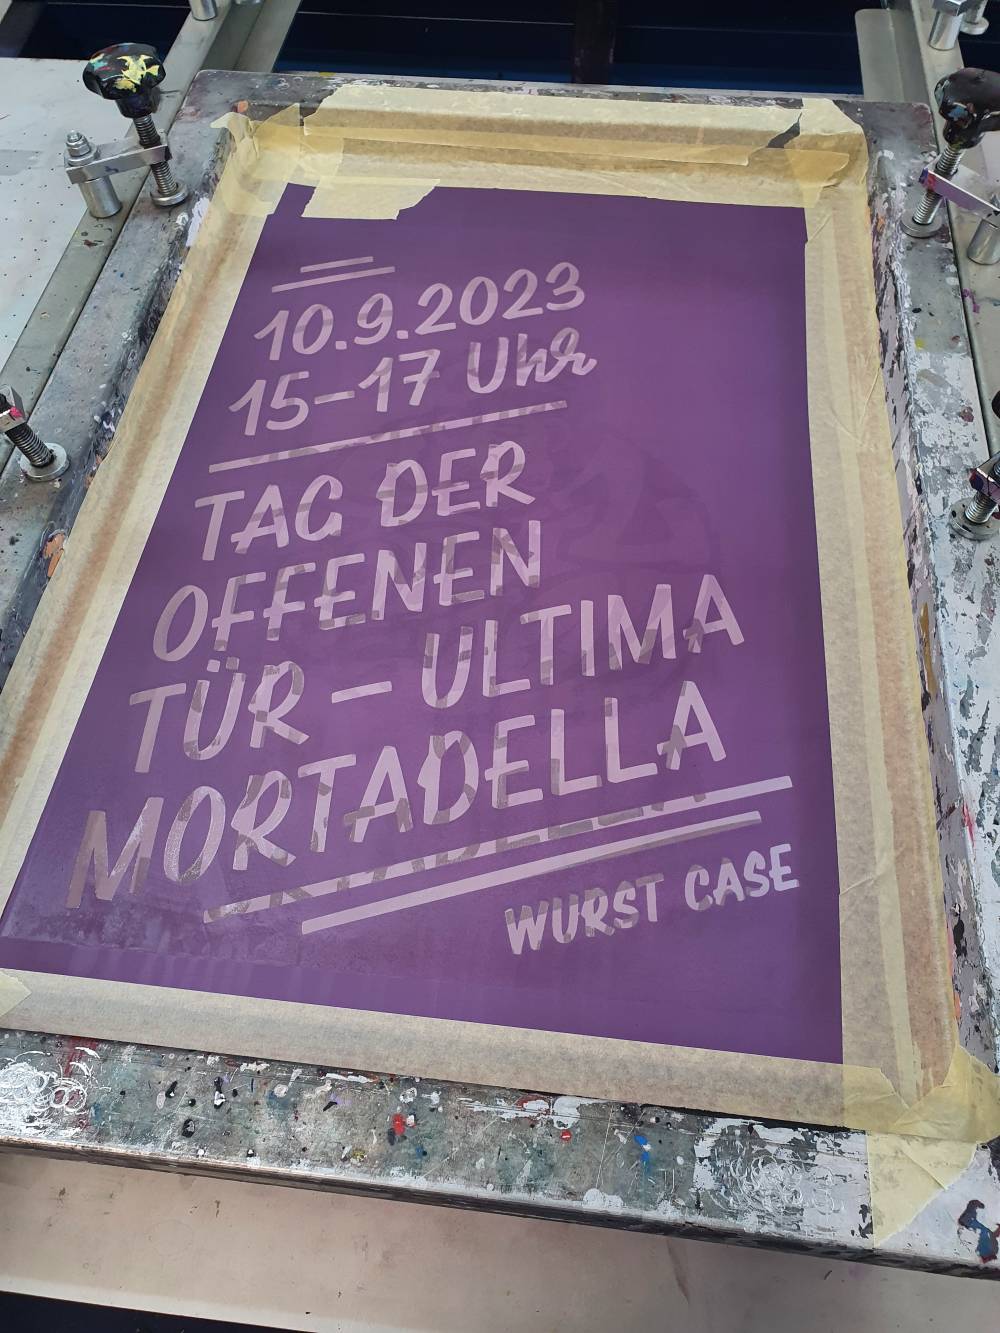 10.9.2023
15–17 Uhr
TAG DER
OFFENEN
TÜR – ULTIMA
MORTADELLA
WURST CASE